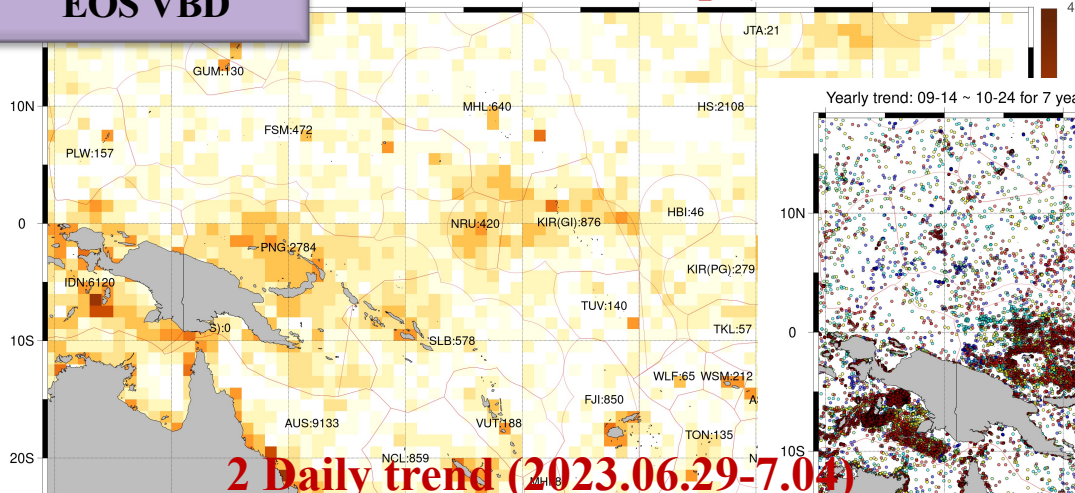 EOS VBD
4
JTA:21
GUM:130
Yearly trend: 09-14 ~ 10-24 for 7 yea
10N
MHL:640
HS:2108
FSM:472
PLW:157
0
NRU:420
KIR(GI):876
HBI:46
10N
PNG:2784
IDN:6120
KIR(PG):279
TUV:140
S):0
TKL:57
0
10S
SLB:578
WLF:65
WSM:212
FJI:850
A
AUS:9133
VUT:188
TON:135
20S
NCL:859
N
10S
2 Daily trend (2023.06.29-7.04)